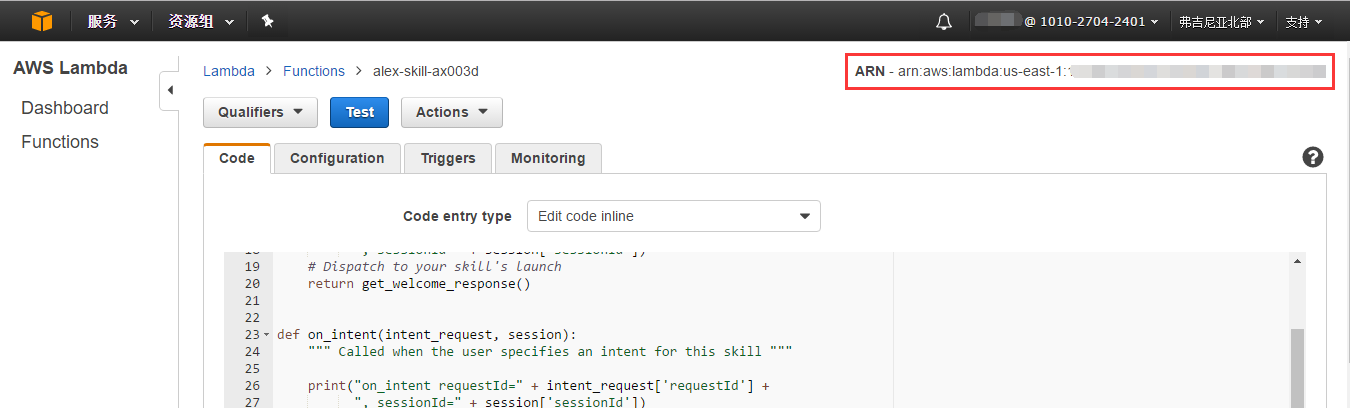 服务 资源组 @ 1010-2704-2401 弗吉尼亚北部 支持
AWS Lambda
Dashboard
Functions
Lambda > Functions > alex-skill-ax003d
ARN - arn:aws:lambda:us-east-1:
Qualifiers Test Actions
Code Configuration Triggers Monitoring
Code entry type Edit code inline
18 ", sessionId=" + session['sessionId'])
19 # Dispatch to your skill's launch
20 return get_welcome_response()
21
22
23 def on_intent(intent_request, session):
24 """ Called when the user specifies an intent for this skill """
25
26 print("on_intent requestId=" + intent_request['requestId'] +
27 ", sessionId=" + session['sessionId'])